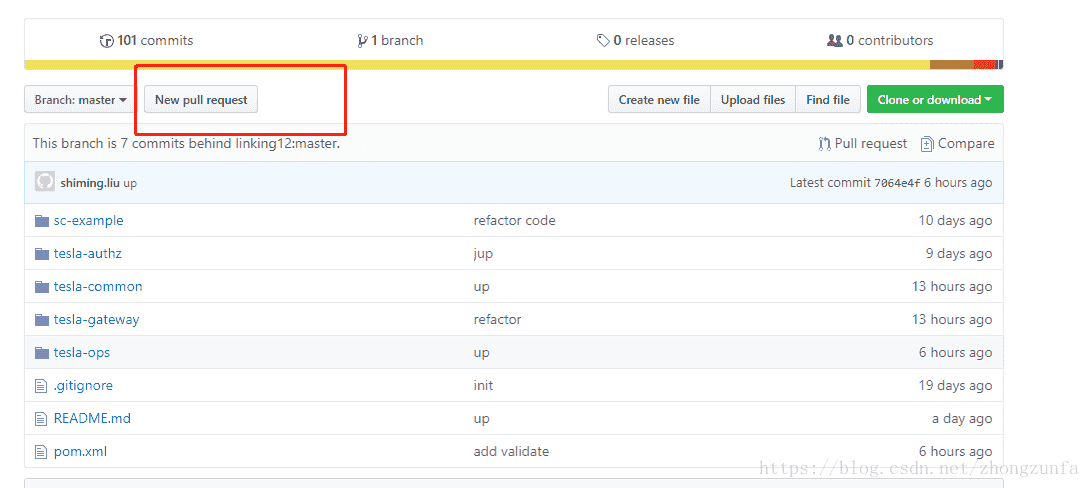 101 commits 1 branch 0 releases 0 contributors
Branch: master New pull request Create new file Upload files Find file Clone or download
This branch is 7 commits behind linking12:master. Pull request Compare
shiming.liu up Latest commit 7064e4f 6 hours ago
sc-example refactor code 10 days ago
tesla-authz jup 9 days ago
tesla-common up 13 hours ago
tesla-gateway refactor 13 hours ago
tesla-ops up 6 hours ago
.gitignore init 19 days ago
README.md up a day ago
pom.xml add validate 6 hours ago
https://blog.csdn.net/zhongzunfa